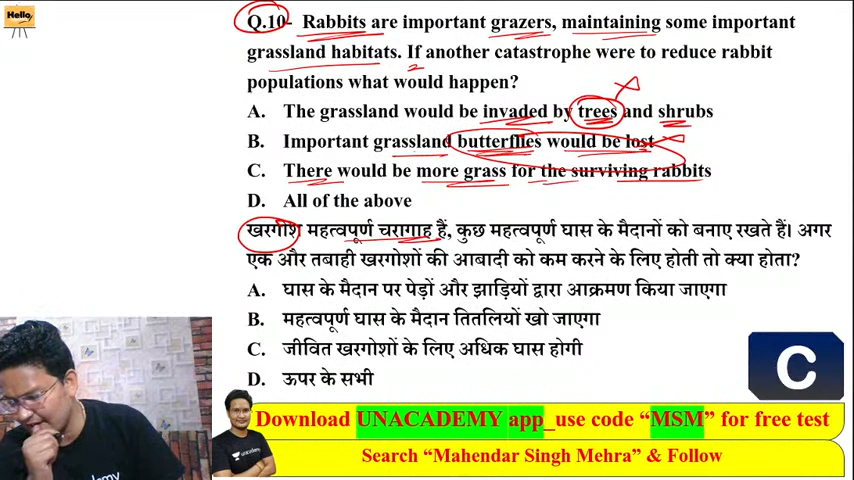 Hello
Q.10- Rabbits are important grazers, maintaining some important
grassland habitats. If another catastrophe were to reduce rabbit
populations what would happen?
A. The grassland would be invaded by trees and shrubs
B. Important grassland butterflies would be lost
C. There would be more grass for the surviving rabbits
D. All of the above
खरगोश महत्वपूर्ण चरागाह हैं, कुछ महत्वपूर्ण घास के मैदानों को बनाए रखते हैं। अगर
एक और तबाही खरगोशों की आबादी को कम करने के लिए होती तो क्या होता?
A. घास के मैदान पर पेड़ों और झाड़ियों द्वारा आक्रमण किया जाएगा
B. महत्वपूर्ण घास के मैदान तितलियों खो जाएगा
C. जीवित खरगोशों के लिए अधिक घास होगी
D. ऊपर के सभी
C
unacademy
Download UNACADEMY app_use code “MSM” for free test
Search “Mahendar Singh Mehra” & Follow